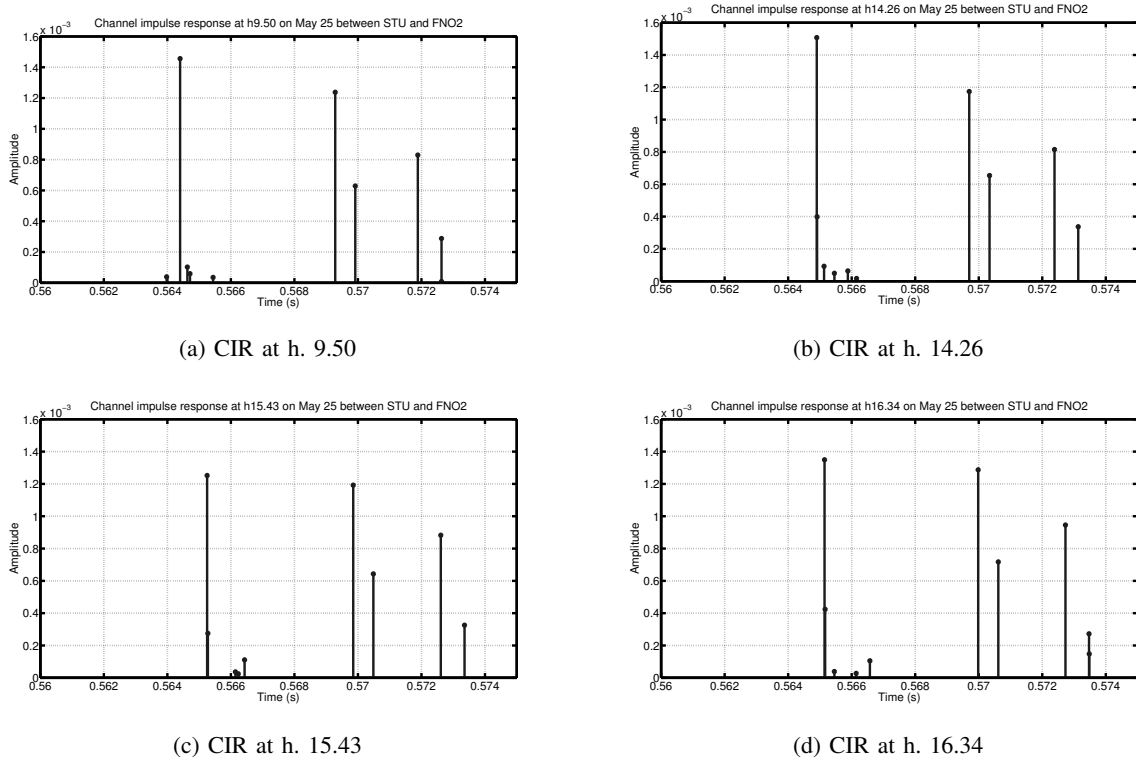 Channel impulse response at h9.50 on May 25 between STU and FNO2
x 10⁻³
1.6
1.4
1.2
1
0.8
0.6
0.4
0.2
0
Amplitude
0.56 0.562 0.564 0.566 0.568 0.57 0.572 0.574
Time (s)
(a) CIR at h. 9.50
Channel impulse response at h14.26 on May 25 between STU and FNO2
x 10⁻³
1.6
1.4
1.2
1
0.8
0.6
0.4
0.2
0
Amplitude
0.56 0.562 0.564 0.566 0.568 0.57 0.572 0.574
Time (s)
(b) CIR at h. 14.26
Channel impulse response at h15.43 on May 25 between STU and FNO2
x 10⁻³
1.6
1.4
1.2
1
0.8
0.6
0.4
0.2
0
Amplitude
0.56 0.562 0.564 0.566 0.568 0.57 0.572 0.574
Time (s)
(c) CIR at h. 15.43
Channel impulse response at h16.34 on May 25 between STU and FNO2
x 10⁻³
1.6
1.4
1.2
1
0.8
0.6
0.4
0.2
0
Amplitude
0.56 0.562 0.564 0.566 0.568 0.57 0.572 0.574
Time (s)
(d) CIR at h. 16.34